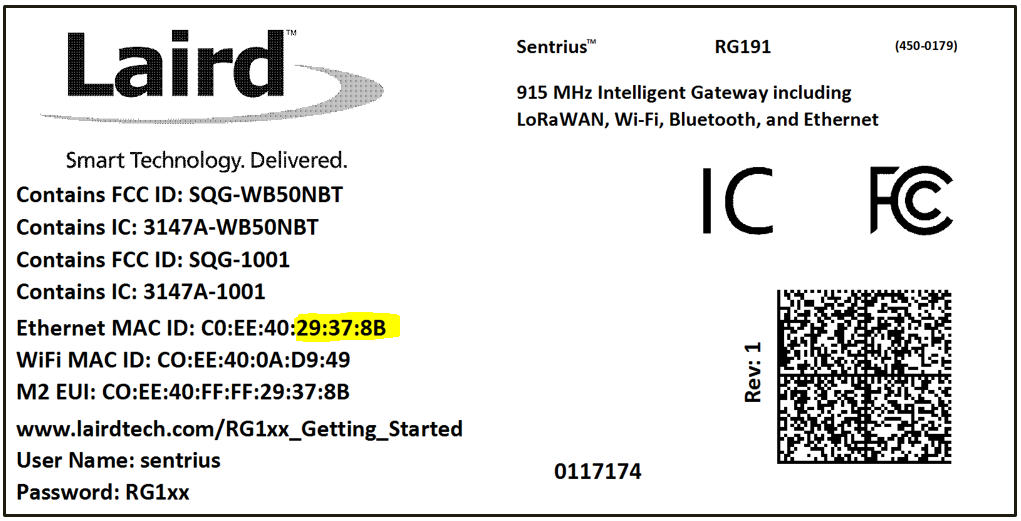 Laird™
Smart Technology. Delivered.
Sentrius™ RG191 (450-0179)
915 MHz Intelligent Gateway including
LoRaWAN, Wi-Fi, Bluetooth, and Ethernet
IC FC
Contains FCC ID: SQG-WB50NBT
Contains IC: 3147A-WB50NBT
Contains FCC ID: SQG-1001
Contains IC: 3147A-1001
Ethernet MAC ID: C0:EE:40:29:37:8B
WiFi MAC ID: CO:EE:40:0A:D9:49
M2 EUI: CO:EE:40:FF:FF:29:37:8B
www.lairdtech.com/RG1xx_Getting_Started
User Name: sentrius
Password: RG1xx
Rev: 1
0117174